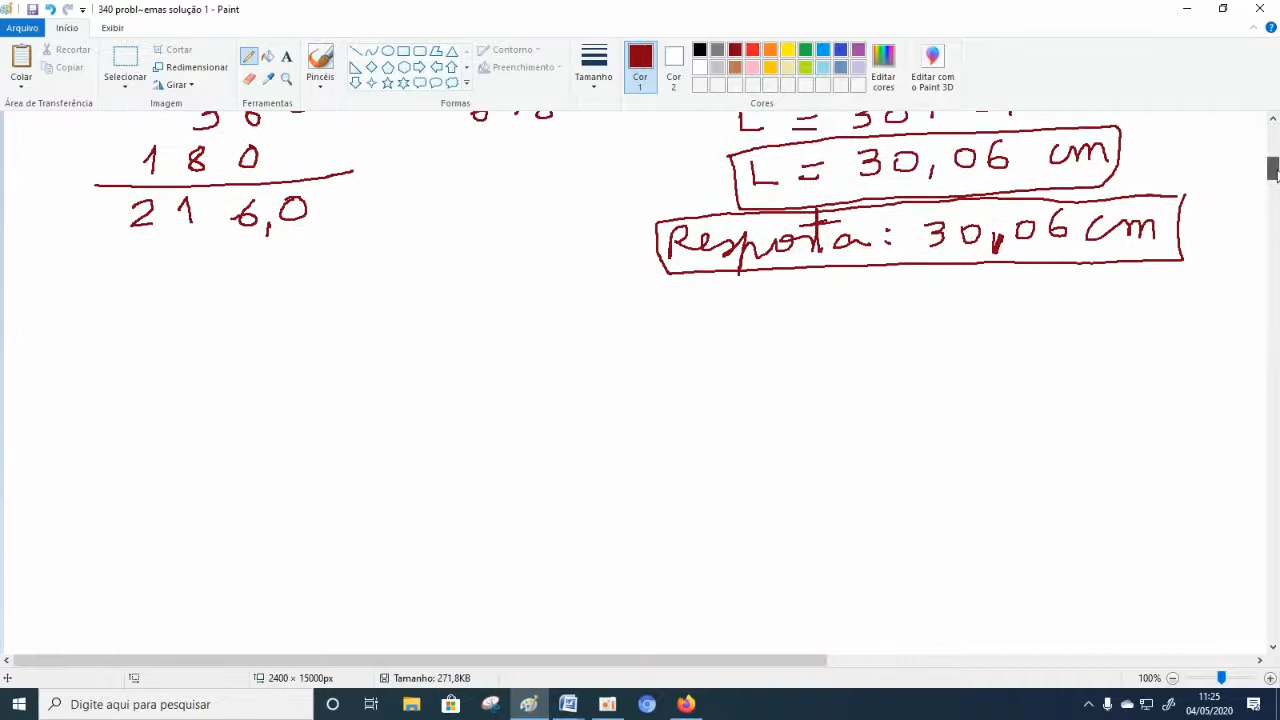 340 probl~emas solução 1 - Paint
Arquivo Início Exibir
Colar
Recortar
Copiar
Área de Transferência
Selecionar
Cortar
Redimensionar
Girar
Imagem
Ferramentas
Pincéis
Contorno
Preenchimento
Formas
Tamanho
Cor 1
Cor 2
Editar cores
Editar com o Paint 3D
Cores
1 8 0
2 1 6,0
L = 30,06 cm
Resposta: 30,06 cm
2400 × 15000px
Tamanho: 271,8KB
100%
Digite aqui para pesquisar
11:25
04/05/2020